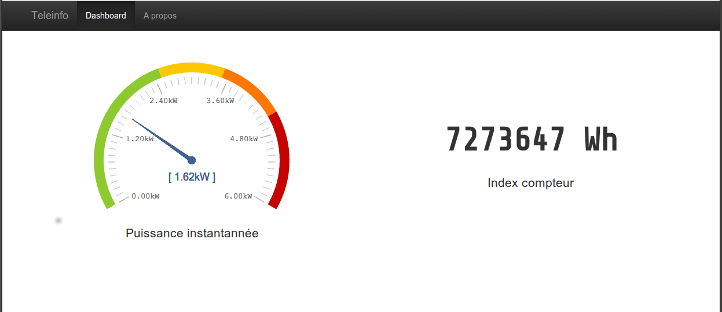 Teleinfo Dashboard A propos
2.40kW 3.60kW
1.20kW 4.80kW
[ 1.62kW ]
0.00kW 6.00kW
Puissance instantannée
7273647 Wh
Index compteur